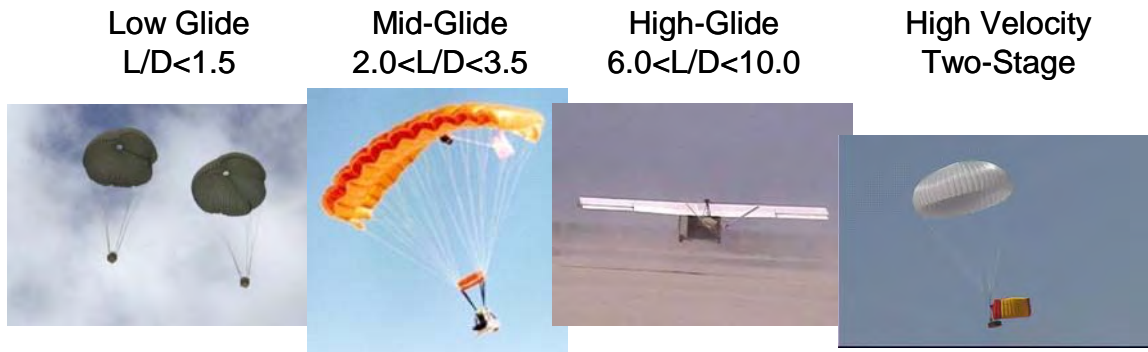 Low Glide
L/D<1.5
Mid-Glide
2.0<L/D<3.5
High-Glide
6.0<L/D<10.0
High Velocity
Two-Stage